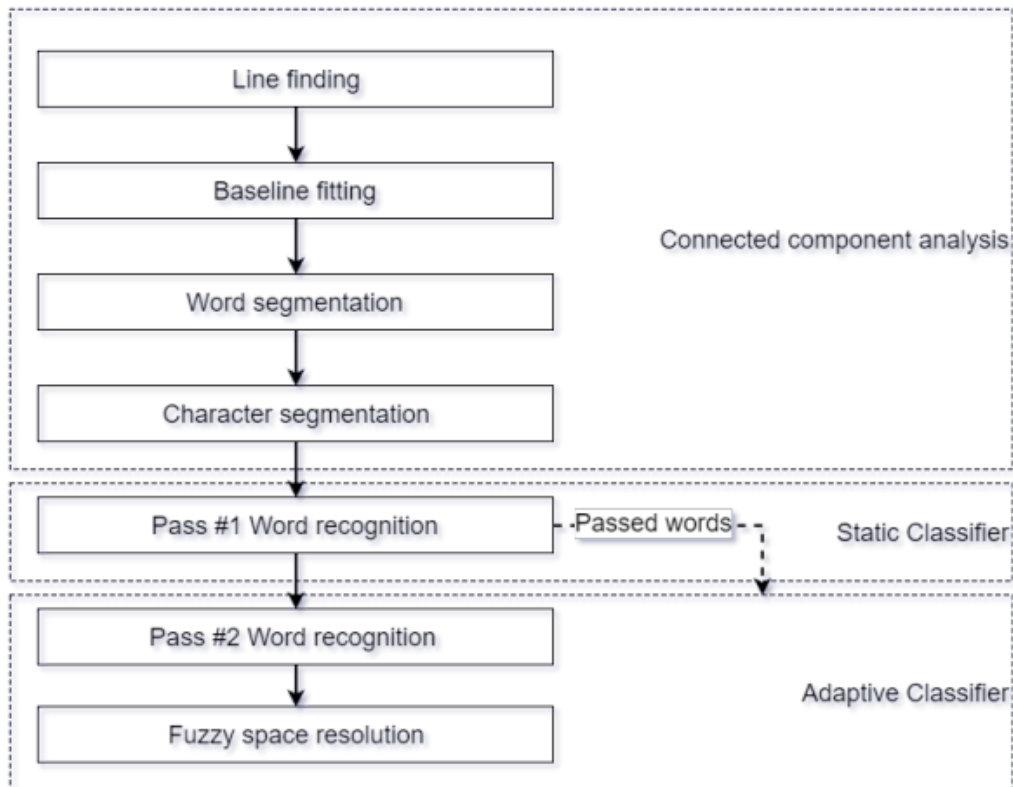 Line finding
Baseline fitting
Connected component analysis
Word segmentation
Character segmentation
Pass #1 Word recognition
Passed words
Static Classifier
Pass #2 Word recognition
Adaptive Classifier
Fuzzy space resolution